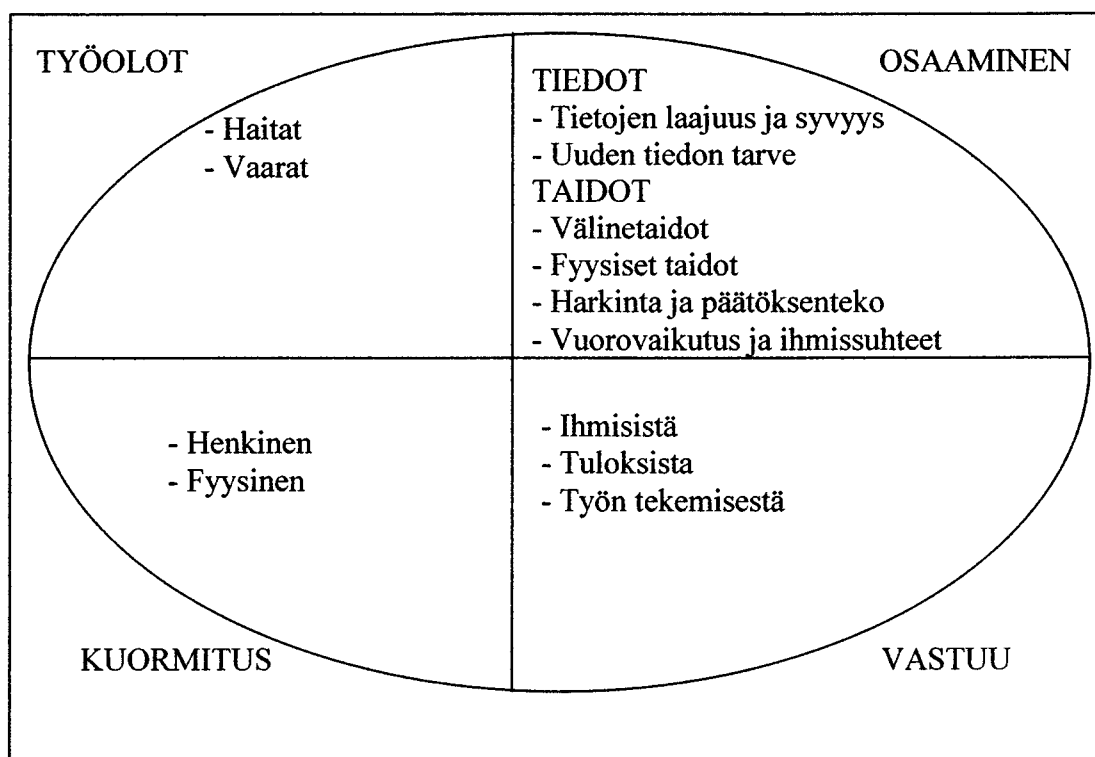 TYÖOLOT
- Haitat
- Vaarat
OSAAMINEN
TIEDOT
- Tietojen laajuus ja syvyys
- Uuden tiedon tarve
TAIDOT
- Välinetaidot
- Fyysiset taidot
- Harkinta ja päätöksenteko
- Vuorovaikutus ja ihmissuhteet
- Henkinen
- Fyysinen
KUORMITUS
- Ihmisistä
- Tuloksista
- Työn tekemisestä
VASTUU